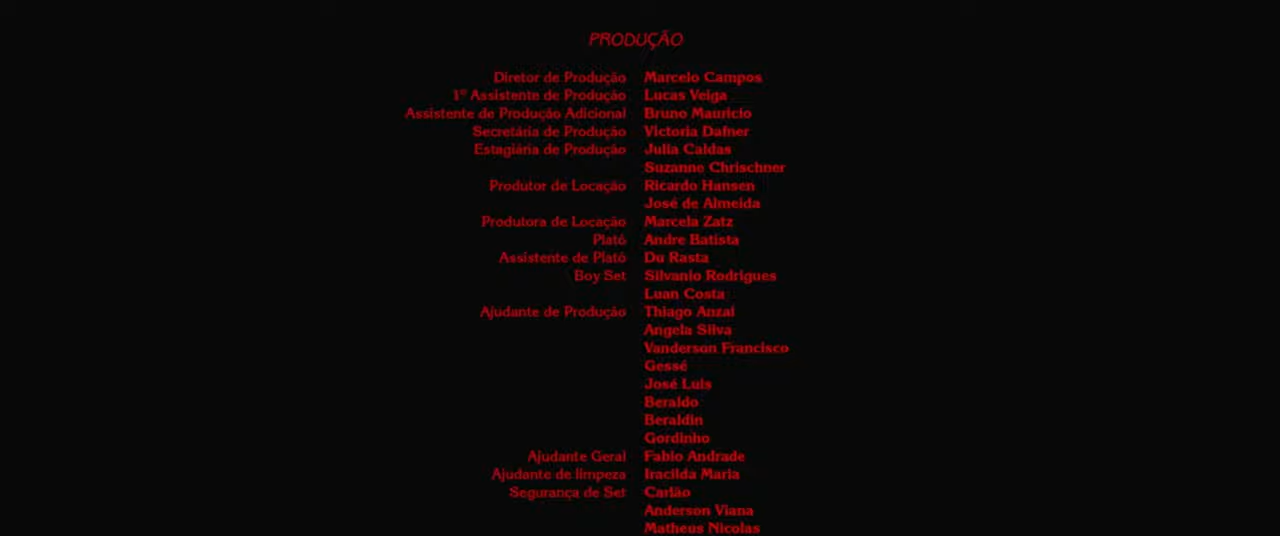 PRODUÇÃO
Diretor de Produção Marcelo Campos
1º Assistente de Produção Lucas Veiga
Assistente de Produção Adicional Bruno Mauricio
Secretária de Produção Victoria Dafner
Estagiária de Produção Julia Caldas
Suzanne Chrischner
Produtor de Locação Ricardo Hansen
José de Almeida
Produtora de Locação Marcela Zatz
Platô Andre Batista
Assistente de Platô Du Rasta
Boy Set Silvanio Rodrigues
Luan Costa
Ajudante de Produção Thiago Anzai
Angela Silva
Vanderson Francisco
Gessé
José Luis
Beraldo
Beraldin
Gordinho
Ajudante Geral Fabio Andrade
Ajudante de limpeza Iracilda Maria
Segurança de Set Carlão
Anderson Viana
Matheus Nicolas